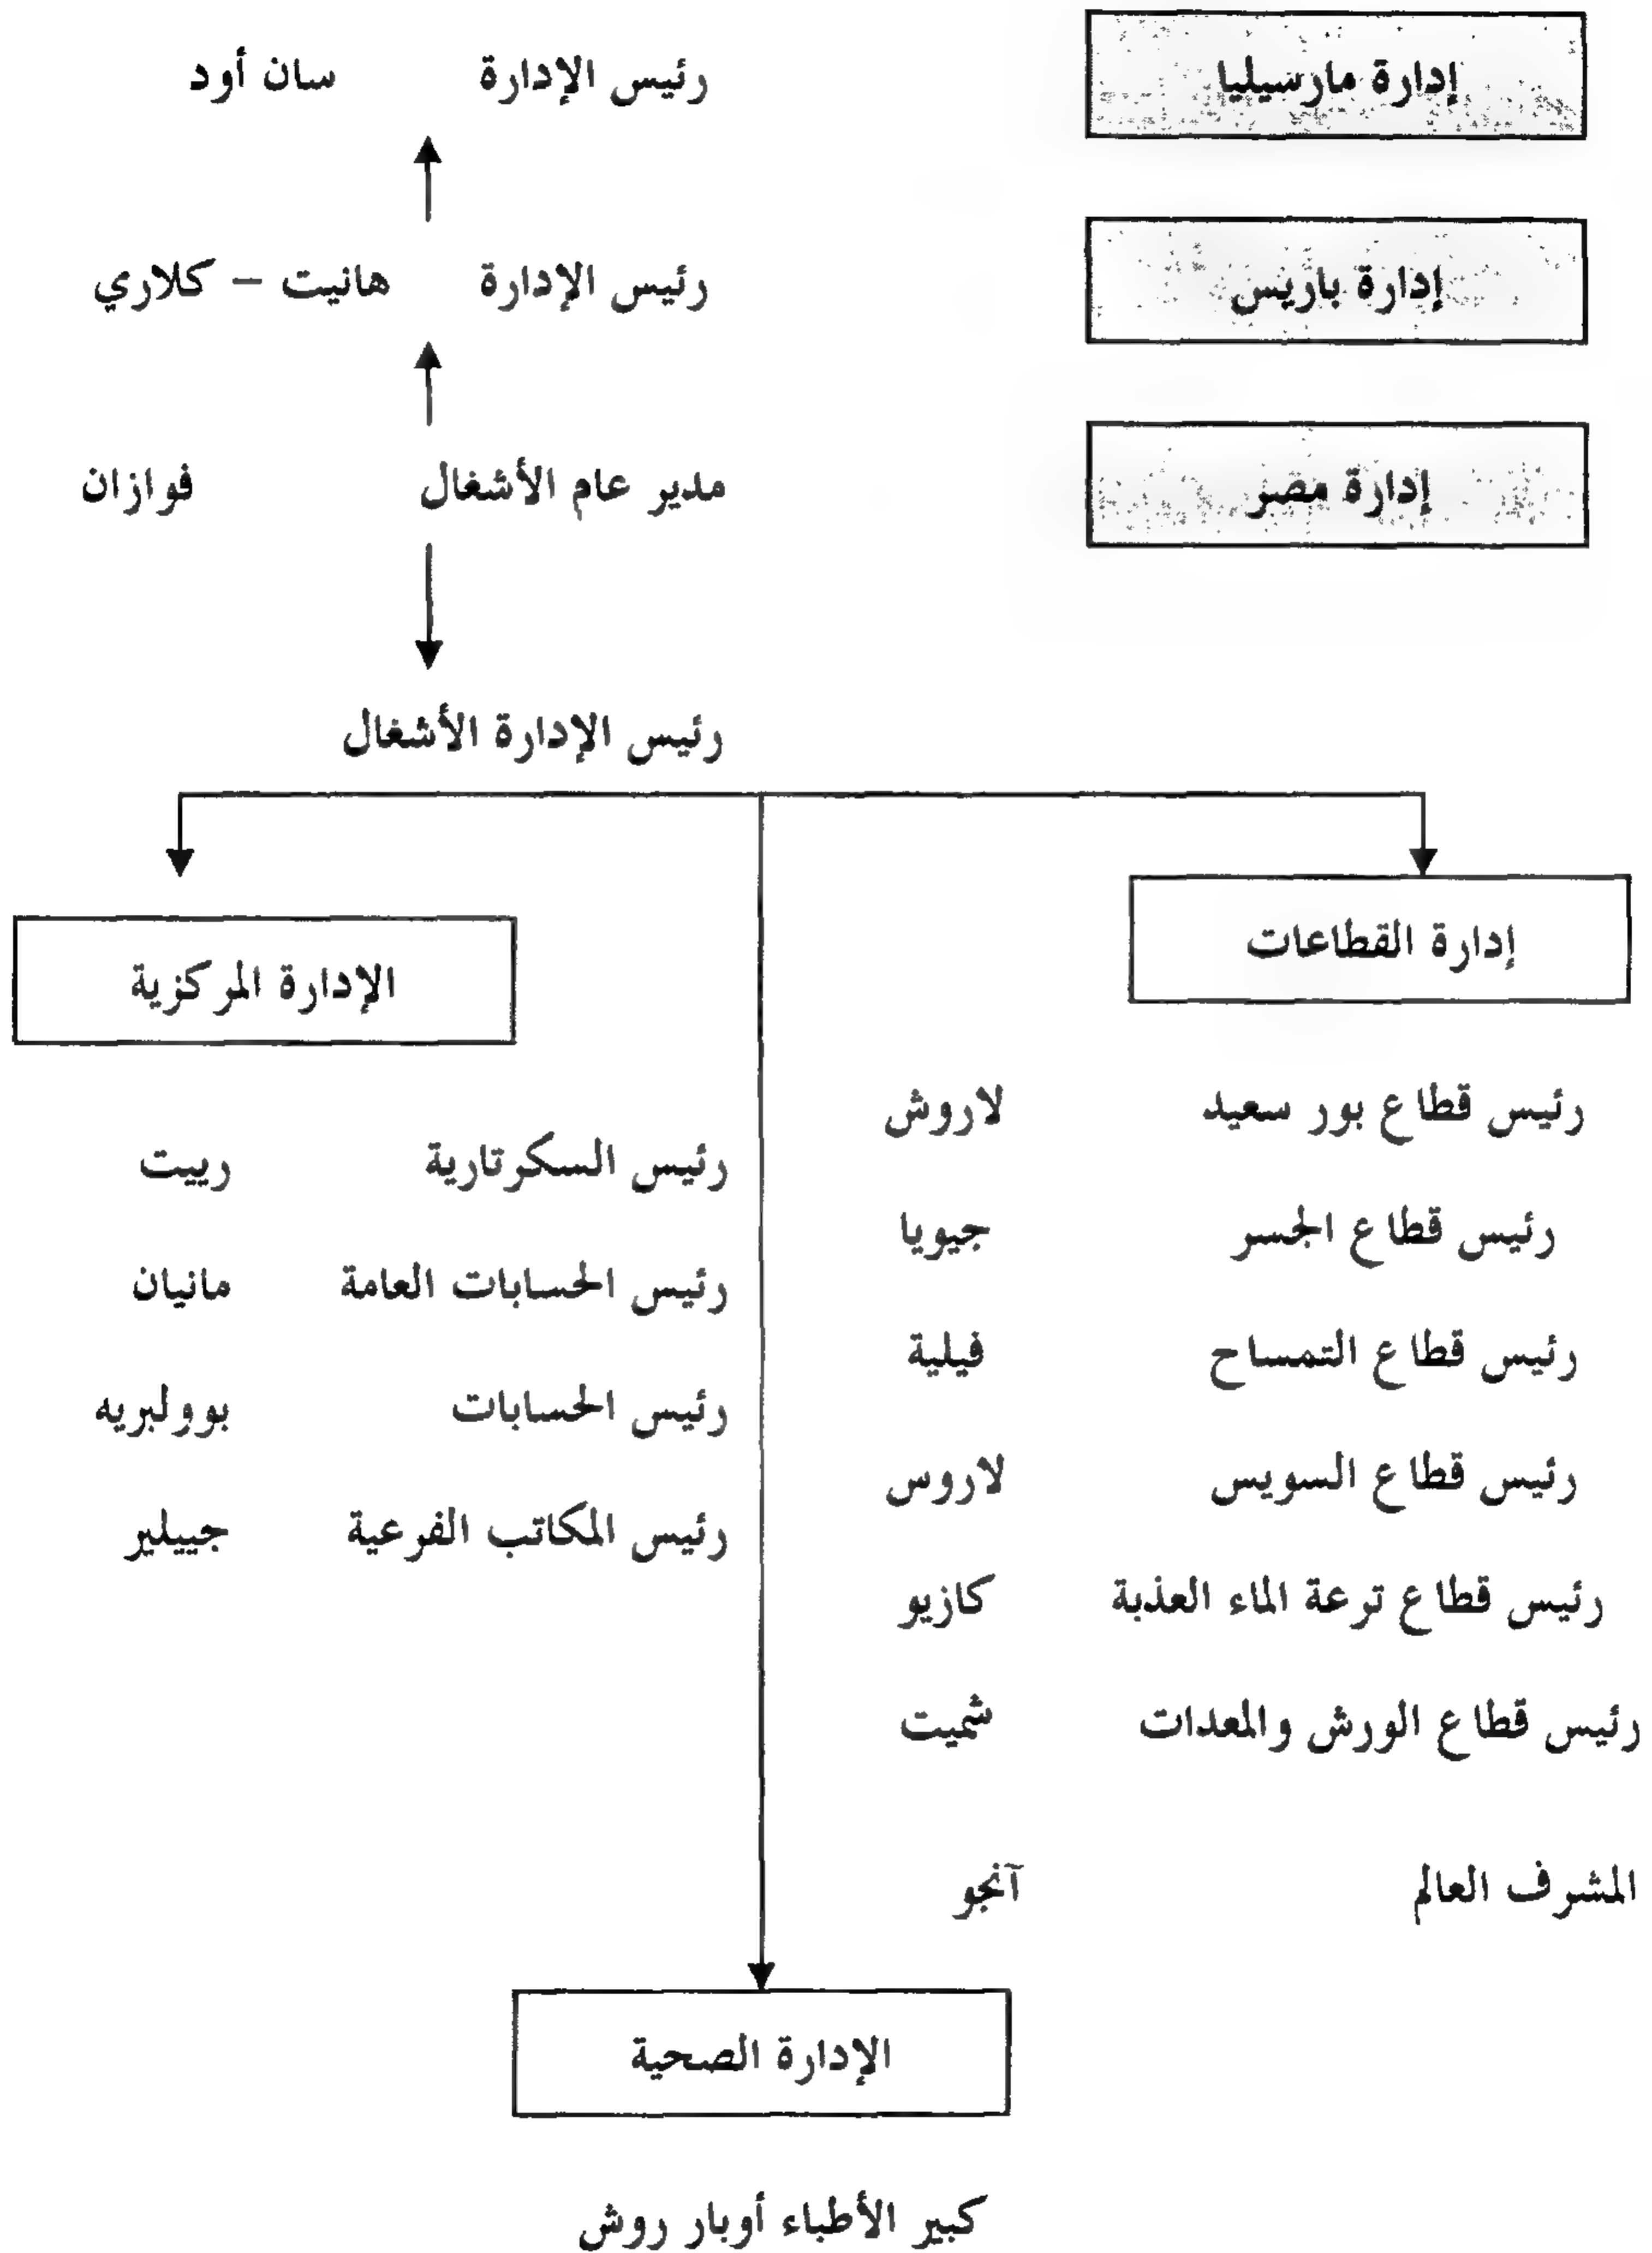 إدارة مارسيليا رئيس الإدارة سان أود
إدارة باريس رئيس الإدارة هانيت – كلاري
إدارة مصر مدير عام الأشغال فوازان
رئيس الإدارة الأشغال
إدارة القطاعات
رئيس قطاع بور سعيد لاروش
رئيس قطاع الجسر جيويا
رئيس قطاع التمساح فيلية
رئيس قطاع السويس لاروس
رئيس قطاع ترعة الماء العذبة كازيو
رئيس قطاع الورش والمعدات شميت
المشرف العالم آنجو
الإدارة المركزية
رئيس السكرتارية رييت
رئيس الحسابات العامة مانيان
رئيس الحسابات بوولبريه
رئيس المكاتب الفرعية جييلير
الإدارة الصحية
كبير الأطباء أوبار روش